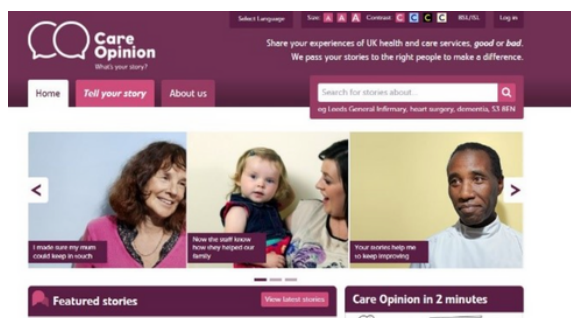 Select Language Size: A A A Contrast: C C C C BSL/ISL Log in
Care
Opinion
What's your story?
Share your experiences of UK health and care services, good or bad.
We pass your stories to the right people to make a difference.
Home Tell your story About us
Search for stories about...
eg Leeds General Infirmary, heart surgery, dementia, S3 8EN
< >
I made sure my mum
could keep in touch
Now the staff know
how they helped our
family
Your stories help me
to keep improving
Featured stories View latest stories
Care Opinion in 2 minutes